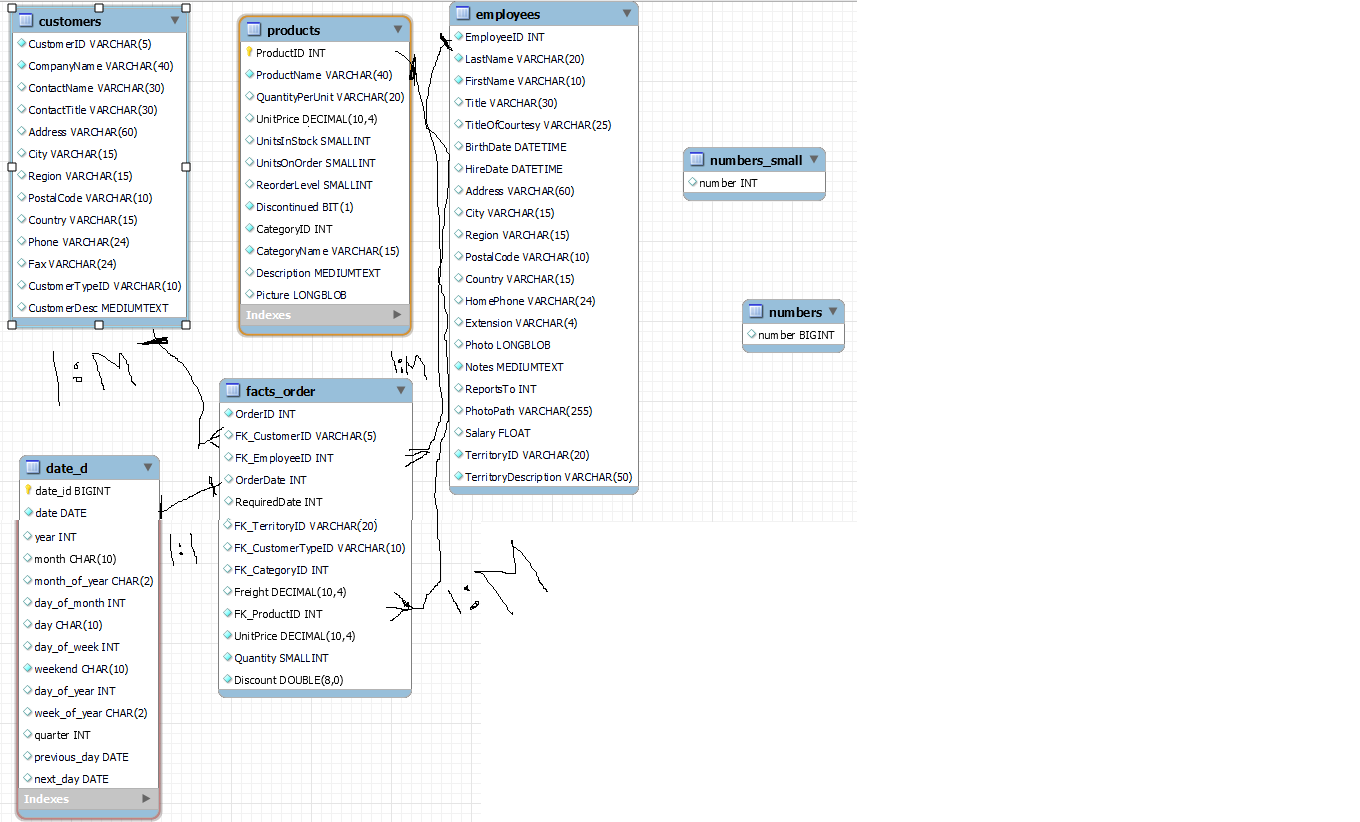 customers
CustomerID VARCHAR(5)
CompanyName VARCHAR(40)
ContactName VARCHAR(30)
ContactTitle VARCHAR(30)
Address VARCHAR(60)
City VARCHAR(15)
Region VARCHAR(15)
PostalCode VARCHAR(10)
Country VARCHAR(15)
Phone VARCHAR(24)
Fax VARCHAR(24)
CustomerTypeID VARCHAR(10)
CustomerDesc MEDIUMTEXT
products
ProductID INT
ProductName VARCHAR(40)
QuantityPerUnit VARCHAR(20)
UnitPrice DECIMAL(10,4)
UnitsInStock SMALLINT
UnitsOnOrder SMALLINT
ReorderLevel SMALLINT
Discontinued BIT(1)
CategoryID INT
CategoryName VARCHAR(15)
Description MEDIUMTEXT
Picture LONGBLOB
Indexes
employees
EmployeeID INT
LastName VARCHAR(20)
FirstName VARCHAR(10)
Title VARCHAR(30)
TitleOfCourtesy VARCHAR(25)
BirthDate DATETIME
HireDate DATETIME
Address VARCHAR(60)
City VARCHAR(15)
Region VARCHAR(15)
PostalCode VARCHAR(10)
Country VARCHAR(15)
HomePhone VARCHAR(24)
Extension VARCHAR(4)
Photo LONGBLOB
Notes MEDIUMTEXT
ReportsTo INT
PhotoPath VARCHAR(255)
Salary FLOAT
TerritoryID VARCHAR(20)
TerritoryDescription VARCHAR(50)
numbers_small
number INT
numbers
number BIGINT
1:M
1:M
facts_order
OrderID INT
FK_CustomerID VARCHAR(5)
FK_EmployeeID INT
OrderDate INT
RequiredDate INT
FK_TerritoryID VARCHAR(20)
FK_CustomerTypeID VARCHAR(10)
FK_CategoryID INT
Freight DECIMAL(10,4)
FK_ProductID INT
UnitPrice DECIMAL(10,4)
Quantity SMALLINT
Discount DOUBLE(8,0)
date_d
date_id BIGINT
date DATE
year INT
month CHAR(10)
month_of_year CHAR(2)
day_of_month INT
day CHAR(10)
day_of_week INT
weekend CHAR(10)
day_of_year INT
week_of_year CHAR(2)
quarter INT
previous_day DATE
next_day DATE
Indexes
1:1
1:M